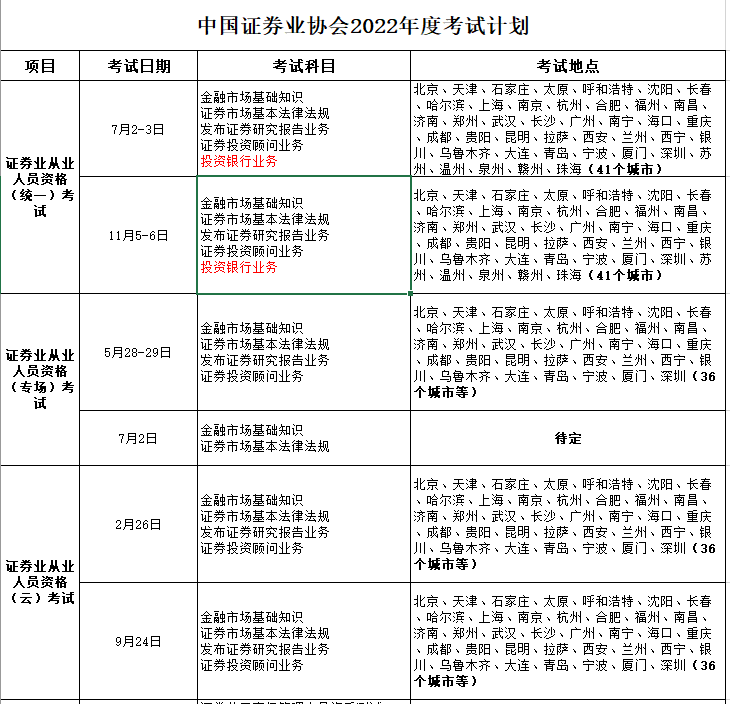 中国证券业协会2022年度考试计划
项目
考试日期
考试科目
考试地点
证券业从业
人员资格
（统一）考
试
7月2-3日
金融市场基础知识
证券市场基本法律法规
发布证券研究报告业务
证券投资顾问业务
投资银行业务
北京、天津、石家庄、太原、呼和浩特、沈阳、长春
、哈尔滨、上海、南京、杭州、合肥、福州、南昌、
济南、郑州、武汉、长沙、广州、南宁、海口、重庆
、成都、贵阳、昆明、拉萨、西安、兰州、西宁、银
川、乌鲁木齐、大连、青岛、宁波、厦门、深圳、苏
州、温州、泉州、赣州、珠海（41个城市）
11月5-6日
金融市场基础知识
证券市场基本法律法规
发布证券研究报告业务
证券投资顾问业务
投资银行业务
北京、天津、石家庄、太原、呼和浩特、沈阳、长春
、哈尔滨、上海、南京、杭州、合肥、福州、南昌、
济南、郑州、武汉、长沙、广州、南宁、海口、重庆
、成都、贵阳、昆明、拉萨、西安、兰州、西宁、银
川、乌鲁木齐、大连、青岛、宁波、厦门、深圳、苏
州、温州、泉州、赣州、珠海（41个城市）
证券业从业
人员资格
（专场）考
试
5月28-29日
金融市场基础知识
证券市场基本法律法规
发布证券研究报告业务
证券投资顾问业务
北京、天津、石家庄、太原、呼和浩特、沈阳、长春
、哈尔滨、上海、南京、杭州、合肥、福州、南昌、
济南、郑州、武汉、长沙、广州、南宁、海口、重庆
、成都、贵阳、昆明、拉萨、西安、兰州、西宁、银
川、乌鲁木齐、大连、青岛、宁波、厦门、深圳（36
个城市等）
7月2日
金融市场基础知识
证券市场基本法律法规
待定
证券业从业
人员资格
（云）考试
2月26日
金融市场基础知识
证券市场基本法律法规
发布证券研究报告业务
证券投资顾问业务
北京、天津、石家庄、太原、呼和浩特、沈阳、长春
、哈尔滨、上海、南京、杭州、合肥、福州、南昌、
济南、郑州、武汉、长沙、广州、南宁、海口、重庆
、成都、贵阳、昆明、拉萨、西安、兰州、西宁、银
川、乌鲁木齐、大连、青岛、宁波、厦门、深圳（36
个城市等）
9月24日
金融市场基础知识
证券市场基本法律法规
发布证券研究报告业务
证券投资顾问业务
北京、天津、石家庄、太原、呼和浩特、沈阳、长春
、哈尔滨、上海、南京、杭州、合肥、福州、南昌、
济南、郑州、武汉、长沙、广州、南宁、海口、重庆
、成都、贵阳、昆明、拉萨、西安、兰州、西宁、银
川、乌鲁木齐、大连、青岛、宁波、厦门、深圳（36
个城市等）